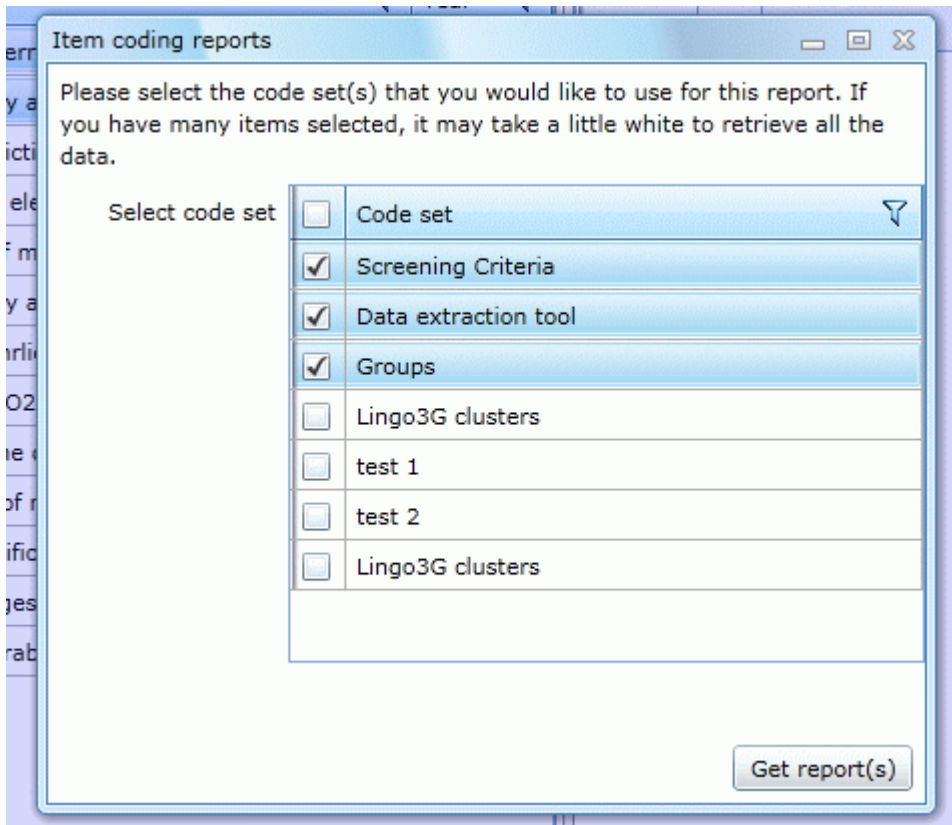 Year
Item coding reports
Please select the code set(s) that you would like to use for this report. If
you have many items selected, it may take a little white to retrieve all the
data.
Select code set
Code set
Screening Criteria
Data extraction tool
Groups
Lingo3G clusters
test 1
test 2
Lingo3G clusters
Get report(s)